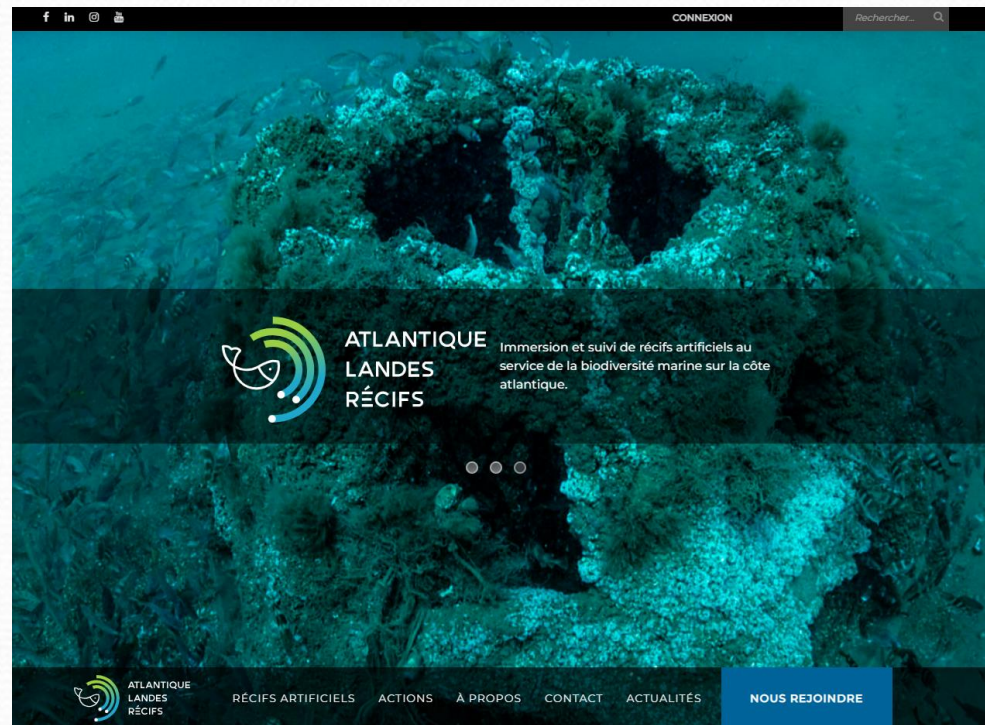 CONNEXION
Rechercher...
ATLANTIQUE
LANDES
RÉCIFS
Immersion et suivi de récifs artificiels au
service de la biodiversité marine sur la côte
atlantique.
ATLANTIQUE
LANDES
RÉCIFS
RÉCIFS ARTIFICIELS ACTIONS À PROPOS CONTACT ACTUALITÉS NOUS REJOINDRE